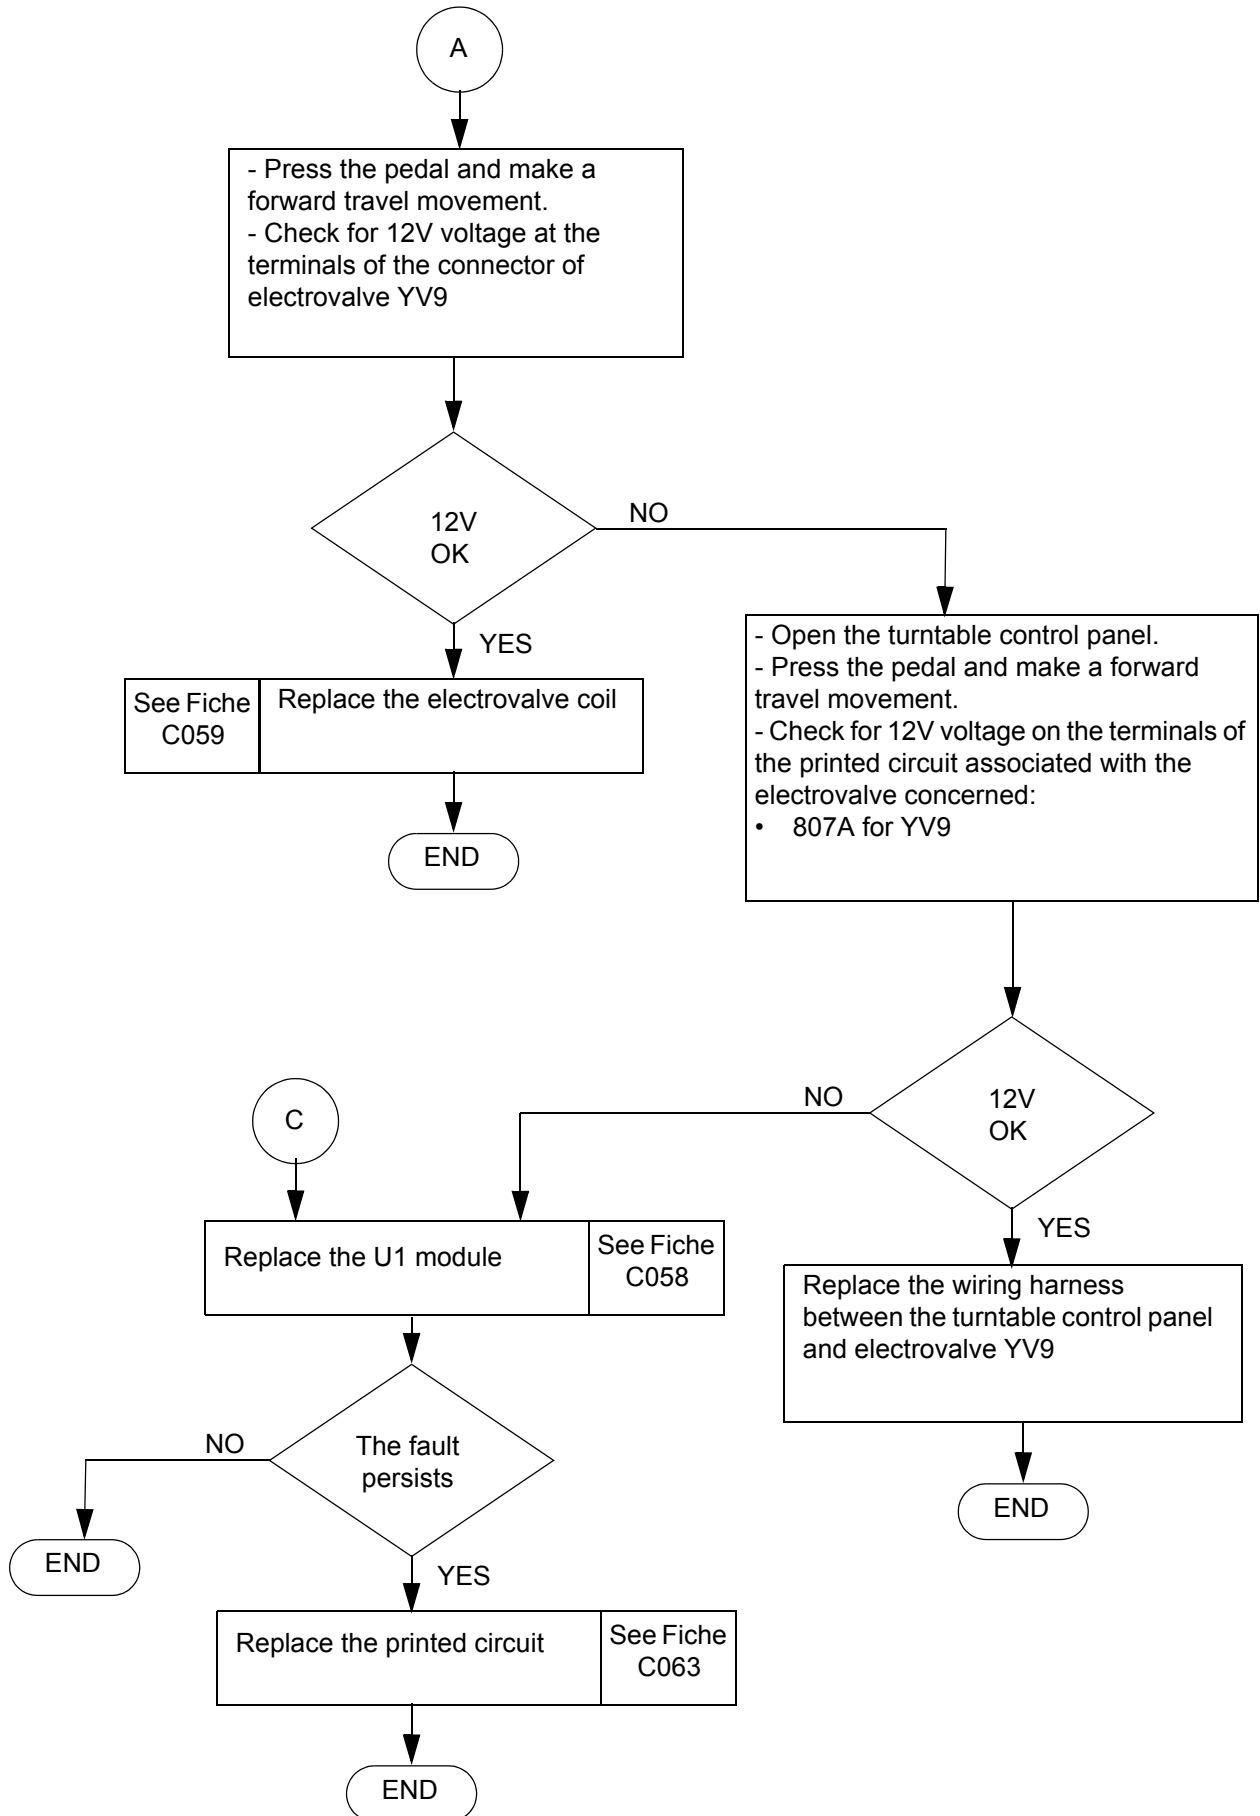 A
- Press the pedal and make a
forward travel movement.
- Check for 12V voltage at the
terminals of the connector of
electrovalve YV9
12V
OK
NO
YES
See Fiche
C059
Replace the electrovalve coil
END
- Open the turntable control panel.
- Press the pedal and make a forward
travel movement.
- Check for 12V voltage on the terminals of
the printed circuit associated with the
electrovalve concerned:
• 807A for YV9
12V
OK
NO
YES
C
Replace the U1 module
See Fiche
C058
Replace the wiring harness
between the turntable control panel
and electrovalve YV9
END
The fault
persists
NO
END
YES
Replace the printed circuit
See Fiche
C063
END